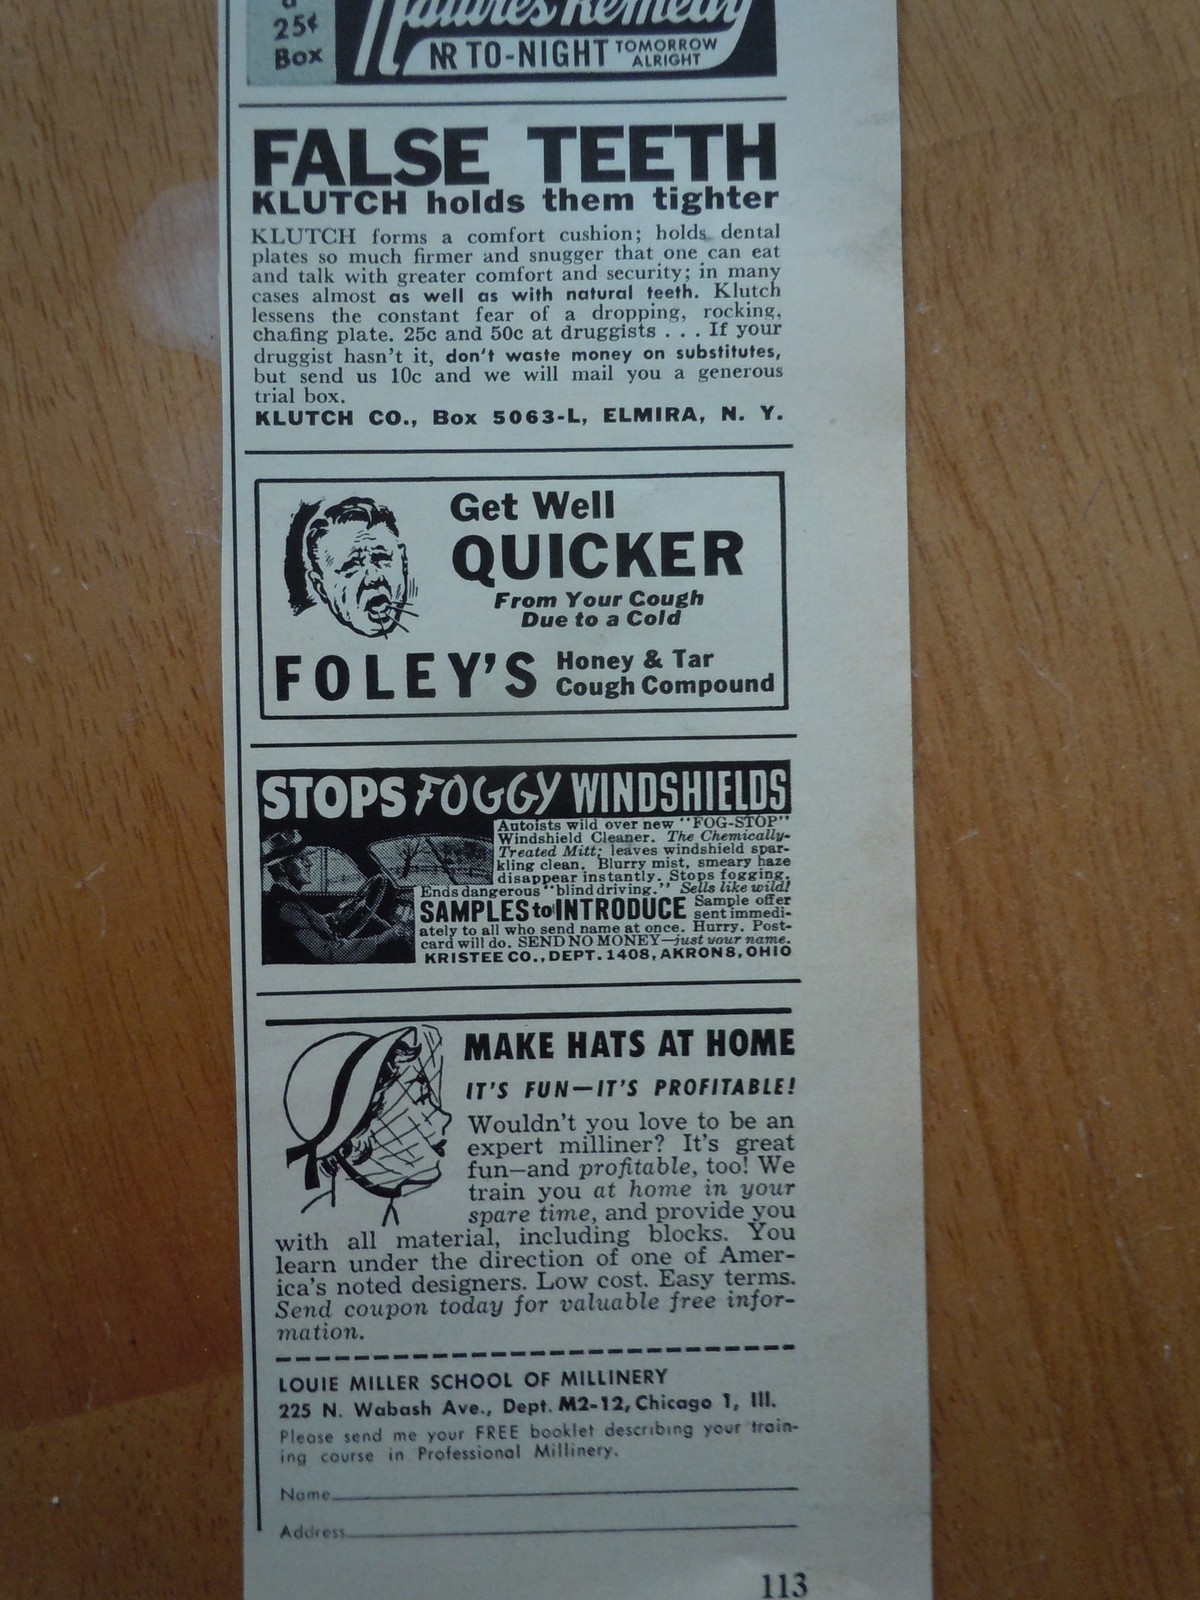 a
25¢
Box
Nature's Remedy
NR TO-NIGHT TOMORROW ALRIGHT
FALSE TEETH
KLUTCH holds them tighter
KLUTCH forms a comfort cushion; holds dental
plates so much firmer and snugger that one can eat
and talk with greater comfort and security; in many
cases almost as well as with natural teeth. Klutch
lessens the constant fear of a dropping, rocking,
chafing plate. 25c and 50c at druggists . . . If your
druggist hasn't it, don't waste money on substitutes,
but send us 10c and we will mail you a generous
trial box.
KLUTCH CO., Box 5063-L, ELMIRA, N. Y.
Get Well
QUICKER
From Your Cough
Due to a Cold
FOLEY'S Honey & Tar
Cough Compound
STOPS FOGGY WINDSHIELDS
Autoists wild over new "FOG-STOP"
Windshield Cleaner. The Chemically-
Treated Mitt; leaves windshield spar-
kling clean. Blurry mist, smeary haze
disappear instantly. Stops fogging.
Ends dangerous "blind driving." Sells like wild!
SAMPLES to INTRODUCE Sample offer
sent immedi-
ately to all who send name at once. Hurry. Post-
card will do. SEND NO MONEY—just your name.
KRISTEE CO., DEPT. 1408, AKRON 8, OHIO
MAKE HATS AT HOME
IT'S FUN—IT'S PROFITABLE!
Wouldn't you love to be an
expert milliner? It's great
fun—and profitable, too! We
train you at home in your
spare time, and provide you
with all material, including blocks. You
learn under the direction of one of Amer-
ica's noted designers. Low cost. Easy terms.
Send coupon today for valuable free infor-
mation.
LOUIE MILLER SCHOOL OF MILLINERY
225 N. Wabash Ave., Dept. M2-12, Chicago 1, Ill.
Please send me your FREE booklet describing your train-
ing course in Professional Millinery.
Name
Address
113